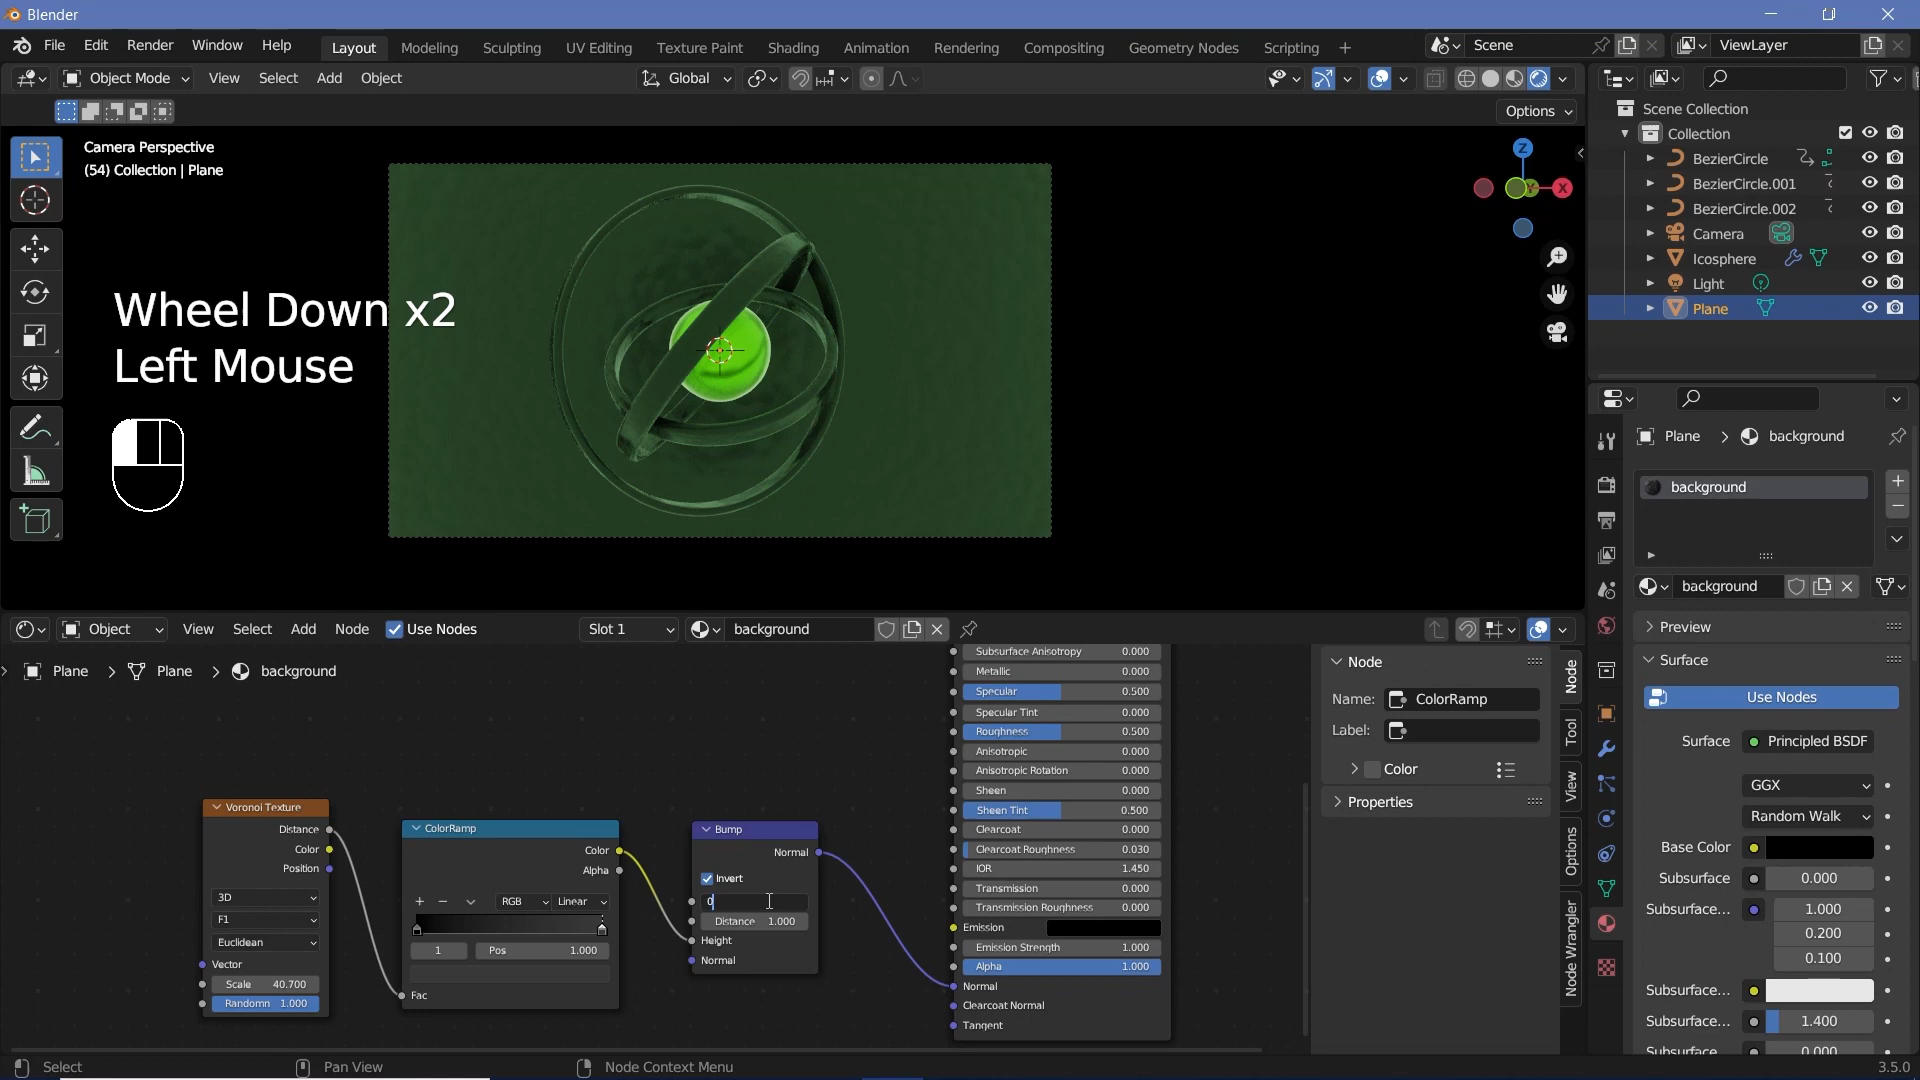 Blender
File Edit Render Window Help Layout Modeling Sculpting UV Editing Texture Paint Shading Animation Rendering Compositing Geometry Nodes Scripting + Scene ViewLayer
Object Mode View Select Add Object Global
Options
Camera Perspective
(54) Collection | Plane
Wheel Down x2
Left Mouse
Z
Y
X
Scene Collection
Collection
BezierCircle
BezierCircle.001
BezierCircle.002
Camera
Icosphere
Light
Plane
Plane > background
background
background
Preview
Surface
Use Nodes
Surface Principled BSDF
GGX
Random Walk
Base Color
Subsurface 0.000
Subsurface... 1.000
0.200
0.100
Subsurface...
Subsurface... 1.400
Subsurface... 0.000
Object View Select Add Node Use Nodes Slot 1 background
Plane > Plane > background
Voronoi Texture
Distance
Color
Position
3D
F1
Euclidean
Vector
Scale 40.700
Randomn 1.000
ColorRamp
Color
Alpha
+ − RGB Linear
1 Pos 1.000
Fac
Bump
Normal
Invert
0
Distance 1.000
Height
Normal
Subsurface Anisotropy 0.000
Metallic 0.000
Specular 0.500
Specular Tint 0.000
Roughness 0.500
Anisotropic 0.000
Anisotropic Rotation 0.000
Sheen 0.000
Sheen Tint 0.500
Clearcoat 0.000
Clearcoat Roughness 0.030
IOR 1.450
Transmission 0.000
Transmission Roughness 0.000
Emission
Emission Strength 1.000
Alpha 1.000
Normal
Clearcoat Normal
Tangent
Node
Name: ColorRamp
Label:
Color
Properties
Node
Tool
View
Options
Node Wrangler
Select Pan View Node Context Menu 3.5.0